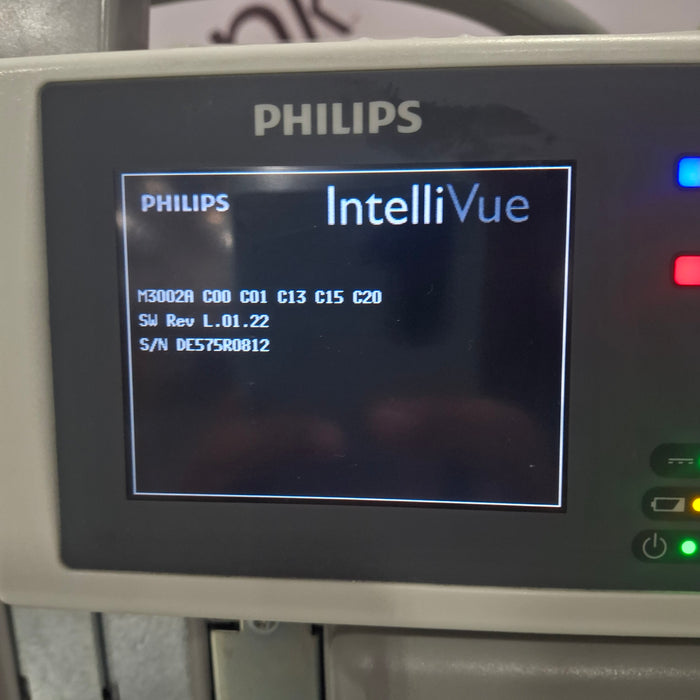 PHILIPS
PHILIPS IntelliVue
M3002A C00 C01 C13 C15 C20
SW Rev L.01.22
S/N DE575R0812